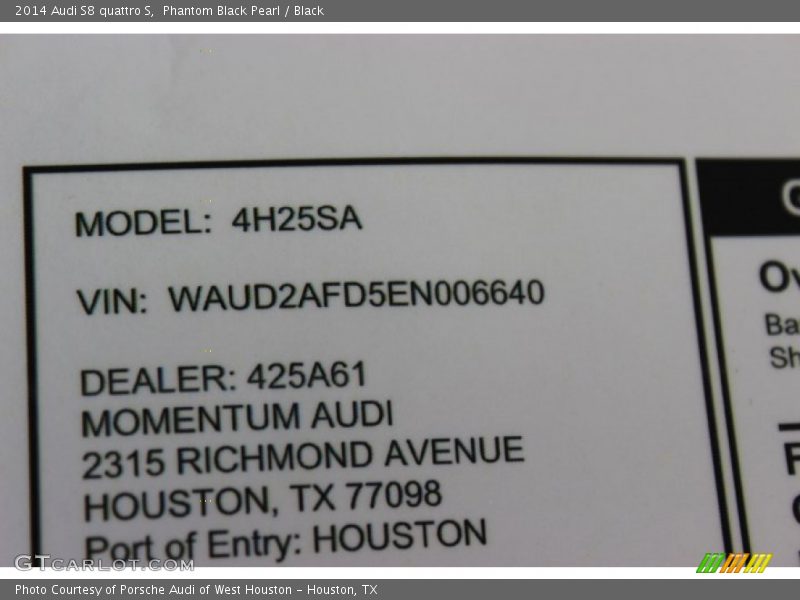 2014 Audi S8 quattro S,  Phantom Black Pearl / Black
MODEL: 4H25SA
VIN: WAUD2AFD5EN006640
DEALER: 425A61
MOMENTUM AUDI
2315 RICHMOND AVENUE
HOUSTON, TX 77098
Port of Entry: HOUSTON
Ov
Ba
Sh
F
GTcarlot.com
Photo Courtesy of Porsche Audi of West Houston – Houston, TX